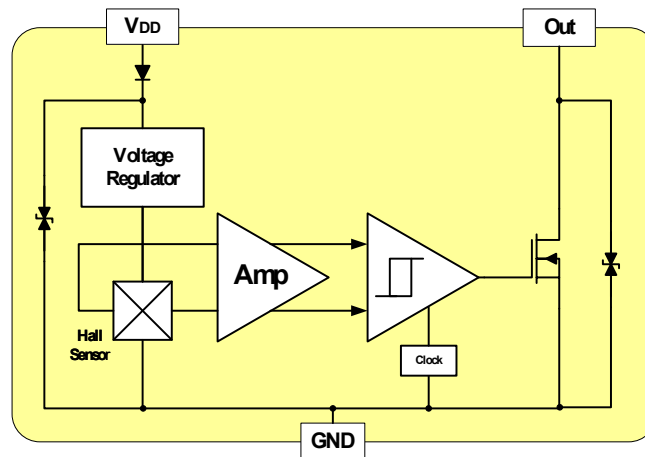 VDD
Out
Voltage
Regulator
Amp
Hall
Sensor
Clock
GND